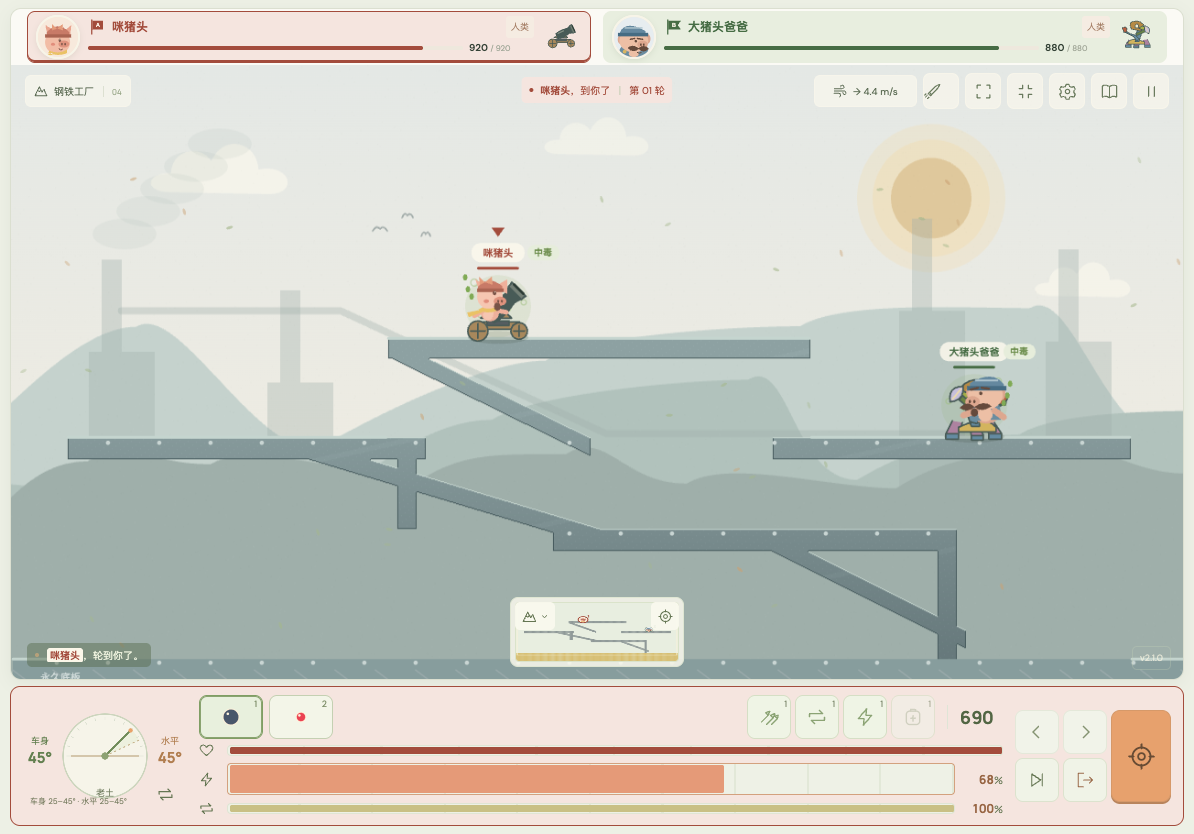 咪猪头
人类
920 / 920
大猪头爸爸
人类
880 / 880
钢铁工厂 | 04
咪猪头，到你了 | 第 01 轮
→ 4.4 m/s
咪猪头 中毒
大猪头爸爸 中毒
咪猪头，轮到你了。
永久底板
v2.1.0
车身
45°
水平
45°
老土
车身 25–45° · 水平 25–45°
1
2
1
1
1
1
690
68%
100%